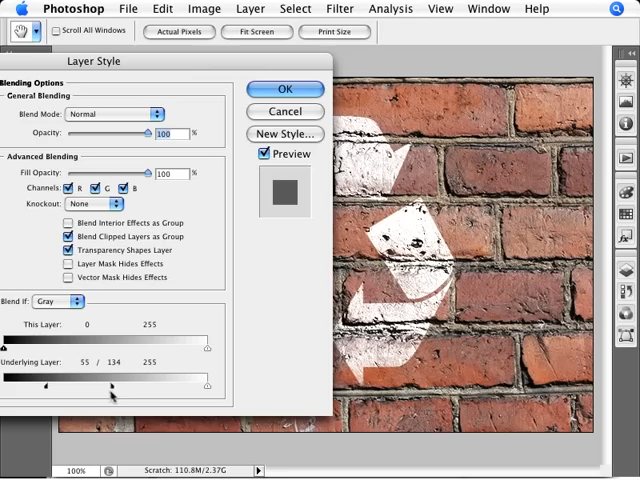 Photoshop File Edit Image Layer Select Filter Analysis View Window Help
Scroll All Windows Actual Pixels Fit Screen Print Size
Layer Style
Blending Options
General Blending
Blend Mode: Normal
Opacity: 100 %
Advanced Blending
Fill Opacity: 100 %
Channels: R G B
Knockout: None
Blend Interior Effects as Group
Blend Clipped Layers as Group
Transparency Shapes Layer
Layer Mask Hides Effects
Vector Mask Hides Effects
Blend If: Gray
This Layer: 0 255
Underlying Layer: 55 / 134 255
OK
Cancel
New Style...
Preview
100% Scratch: 110.8M/2.37G